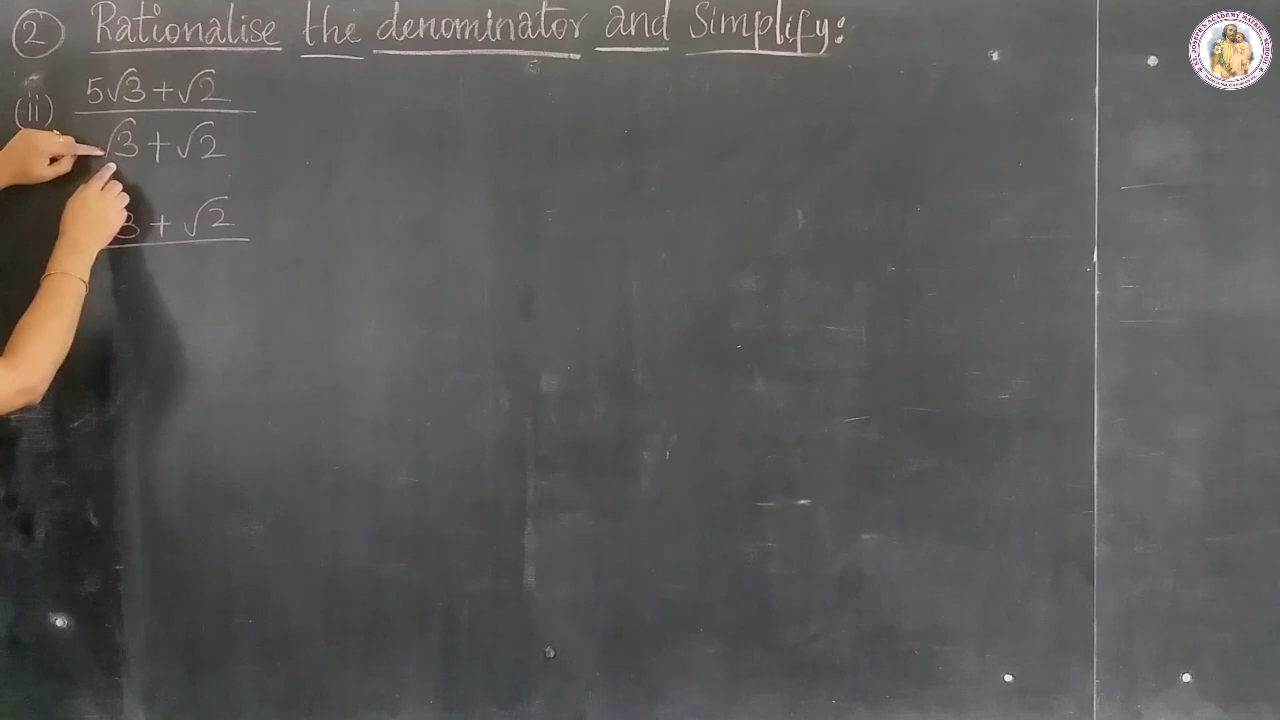 2 Rationalise the denominator and Simplify:
(ii) 5√3 + √2
√3 + √2
3 + √2